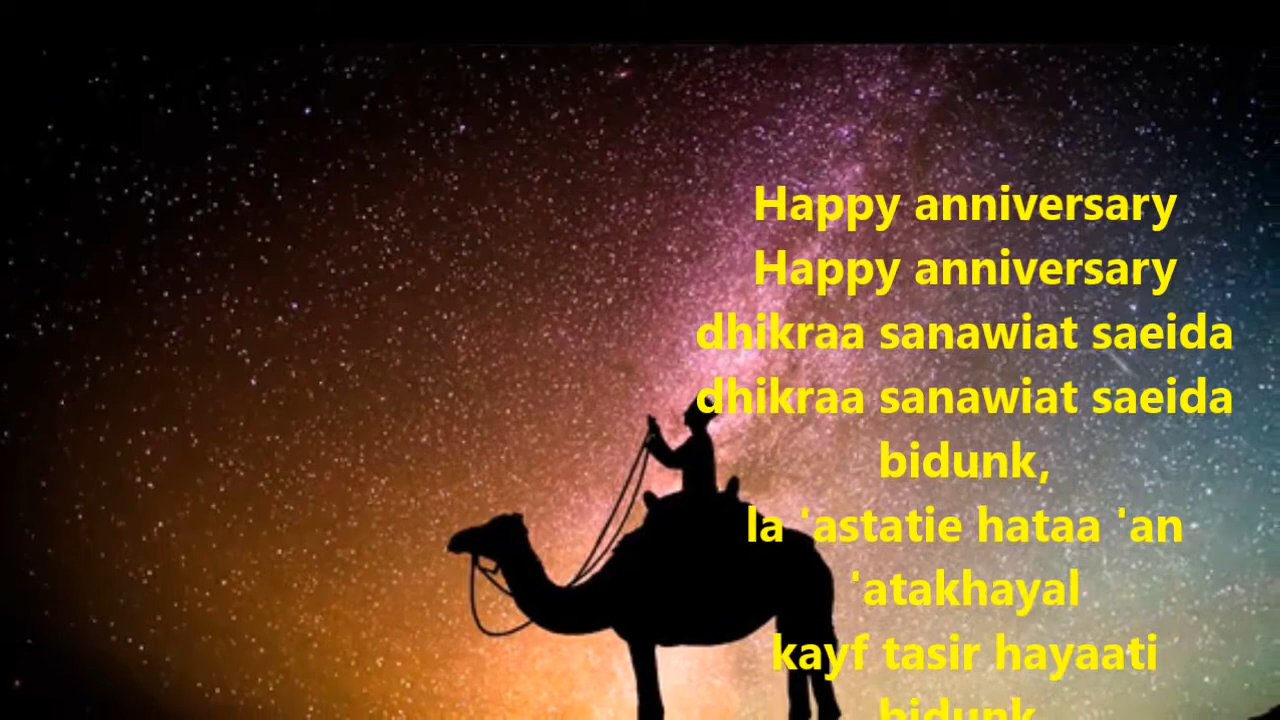 Happy anniversary
Happy anniversary
dhikraa sanawiat saeida
dhikraa sanawiat saeida
bidunk,
la 'astatie hataa 'an
'atakhayal
kayf tasir hayaati
bidunk